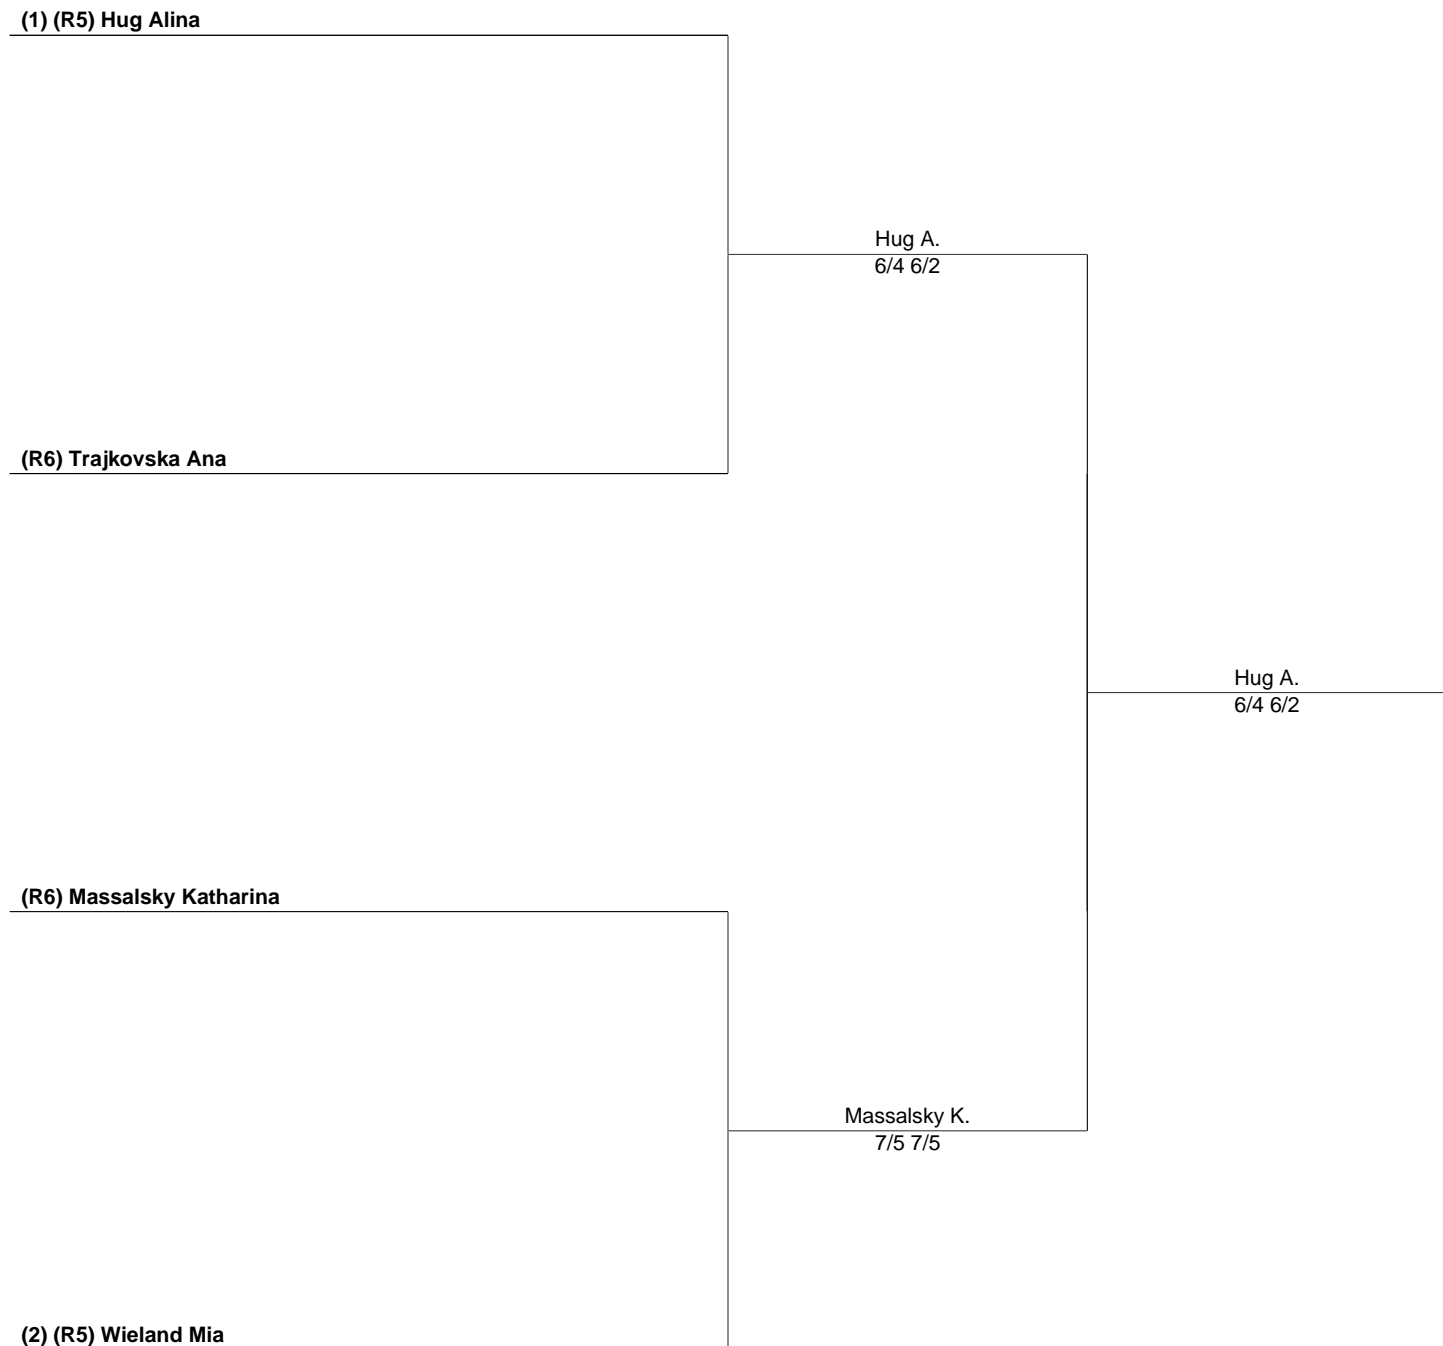 (1) (R5) Hug Alina
Hug A.
6/4 6/2
(R6) Trajkovska Ana
Hug A.
6/4 6/2
(R6) Massalsky Katharina
Massalsky K.
7/5 7/5
(2) (R5) Wieland Mia